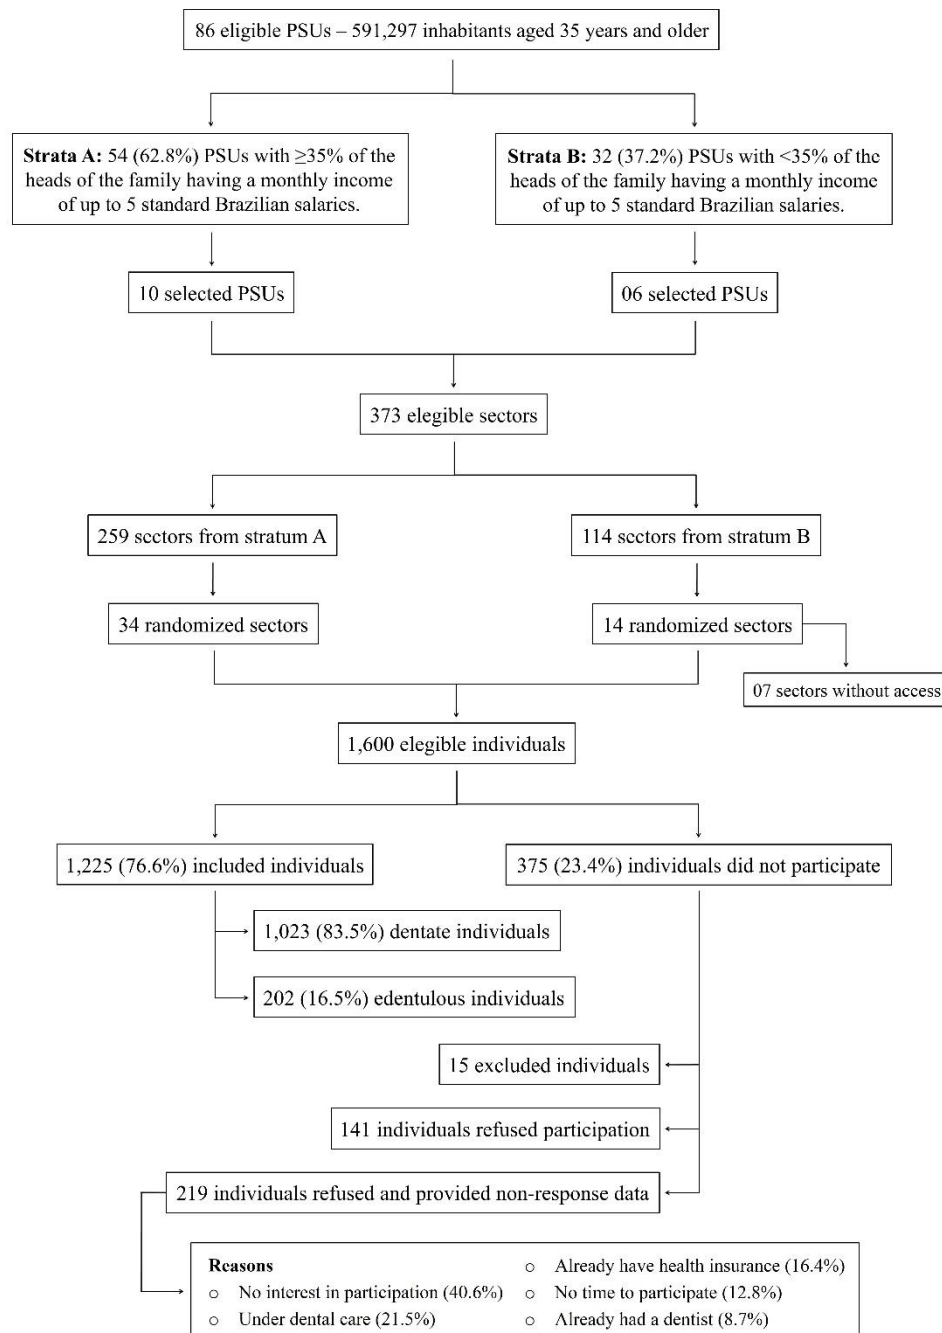 86 eligible PSUs – 591,297 inhabitants aged 35 years and older
Strata A: 54 (62.8%) PSUs with ≥35% of the
heads of the family having a monthly income
of up to 5 standard Brazilian salarics.
Strata B: 32 (37.2%) PSUs with <35% of the
heads of the family having a monthly income
of up to 5 standard Brazilian salaries.
10 selected PSUs
06 selected PSUs
373 elegible sectors
259 scctors from stratum A
114 scctors from stratum B
34 randomized sectors
14 randomized sectors
07 sectors without access
1,600 elegible individuals
1,225 (76.6%) included individuals
375 (23.4%) individuals did not participate
1,023 (83.5%) dentate individuals
202 (16.5%) edentulous individuals
15 excluded individuals
141 individuals refused participation
219 individuals refused and provided non-response data
Reasons
○ No interest in participation (40.6%)
○ Under dental care (21.5%)
○ Already have health insurance (16.4%)
○ No time to participate (12.8%)
○ Already had a dentist (8.7%)